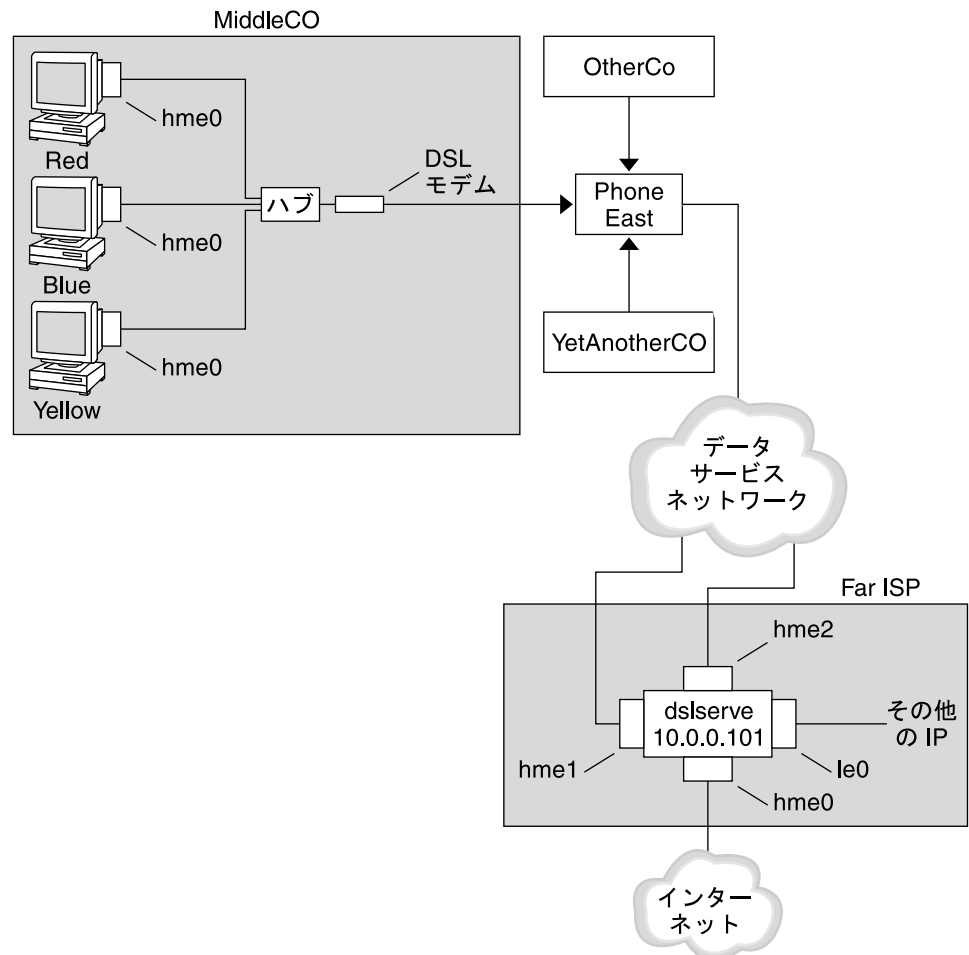 MiddleCO
hme0
Red
hme0
Blue
hme0
Yellow
ハブ
DSL
モデム
OtherCo
Phone
East
YetAnotherCO
データ
サービス
ネットワーク
Far ISP
hme2
dslserve
10.0.0.101
その他
の IP
hme1
le0
hme0
インター
ネット